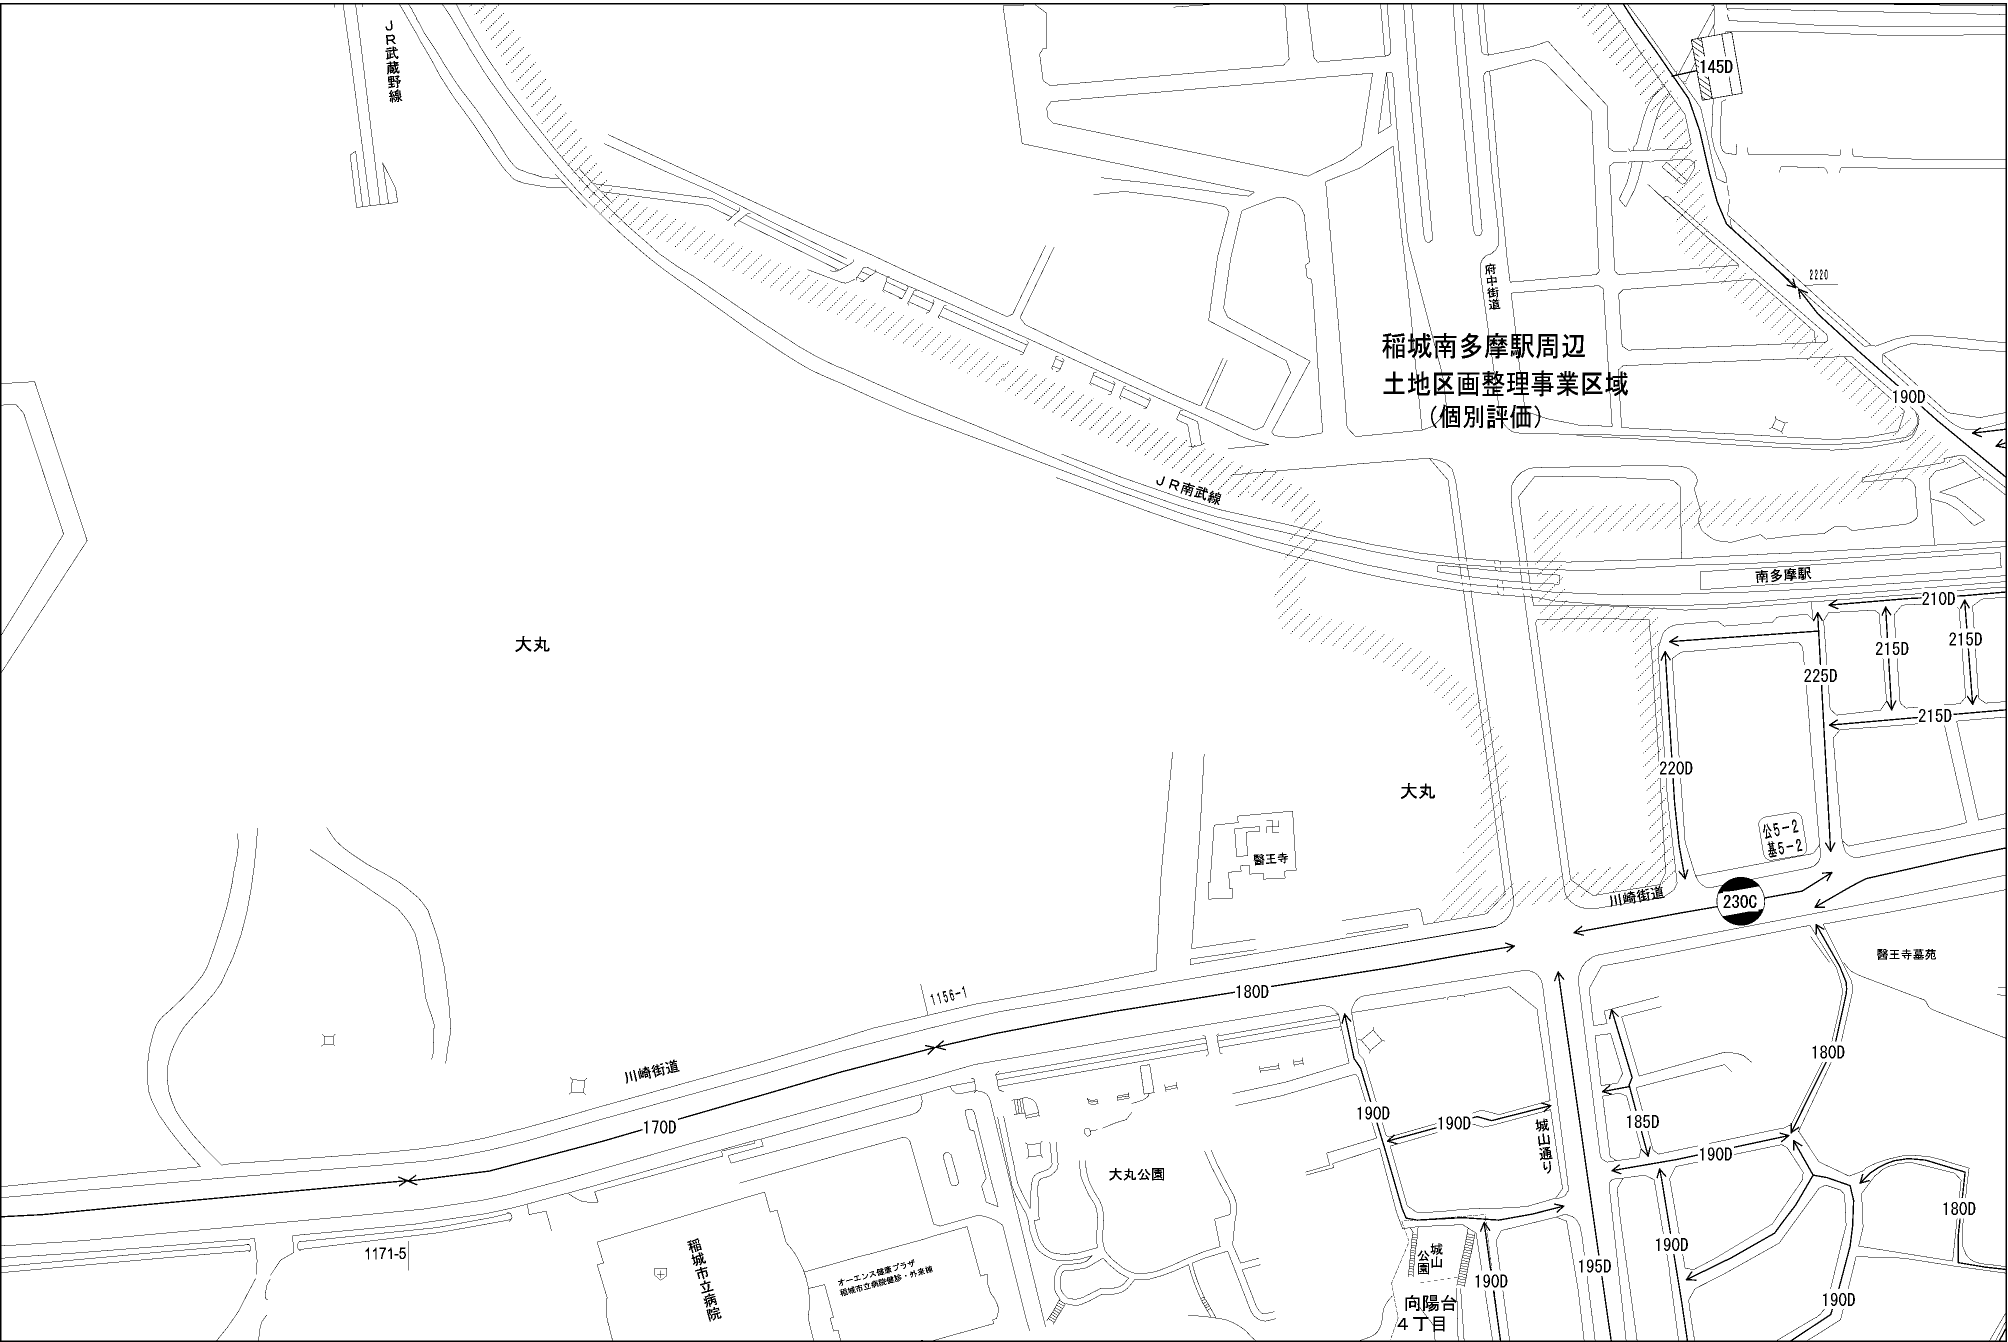 JR武蔵野線
145D
2220
府中街道
稲城南多摩駅周辺
土地区画整理事業区域
（個別評価）
190D
JR南武線
南多摩駅
210D
215D
215D
225D
215D
大丸
220D
大丸
公5-2
基5-2
醫王寺
川崎街道
230C
醫王寺墓苑
1156-1
180D
川崎街道
180D
170D
190D
190D
城山通り
185D
190D
大丸公園
180D
1171-5
稲城市立病院
オーエンス健康プラザ
稲城市立病院健診・外来棟
城山
公園
190D
195D
190D
190D
向陽台
4丁目